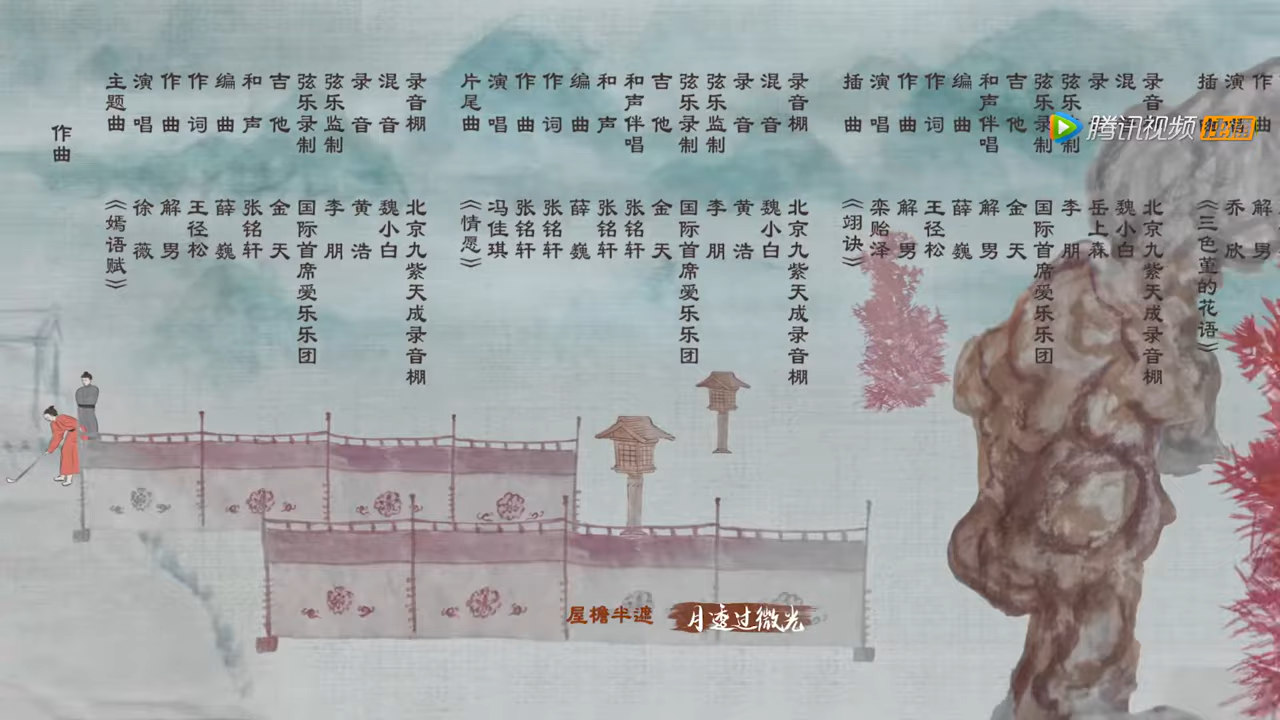 作曲
主题曲 《嫣语赋》
演唱 徐薇
作曲 解男
作词 王径松
编曲 薛巍
和声 张铭轩
吉他 金天
弦乐录制 国际首席爱乐乐团
弦乐监制 李朋
录音 黄浩
混音 魏小白
录音棚 北京九紫天成录音棚
片尾曲 《情愿》
演唱 冯佳琪
作曲 张铭轩
作词 张铭轩
编曲 薛巍
和声 张铭轩
和声伴唱 张铭轩
吉他 金天
弦乐录制 国际首席爱乐乐团
弦乐监制 李朋
录音 黄浩
混音 魏小白
录音棚 北京九紫天成录音棚
插曲 《翊诀》
演唱 栾贻泽
作曲 解男
作词 王径松
编曲 薛巍
和声伴唱 解男
吉他 金天
弦乐录制 国际首席爱乐乐团
弦乐监制 李朋
录音 岳上森
混音 魏小白
录音棚 北京九紫天成录音棚
插 《三色堇的花语》
演唱 乔欣
作曲 解男
腾讯视频
屋檐半遮 月透过微光